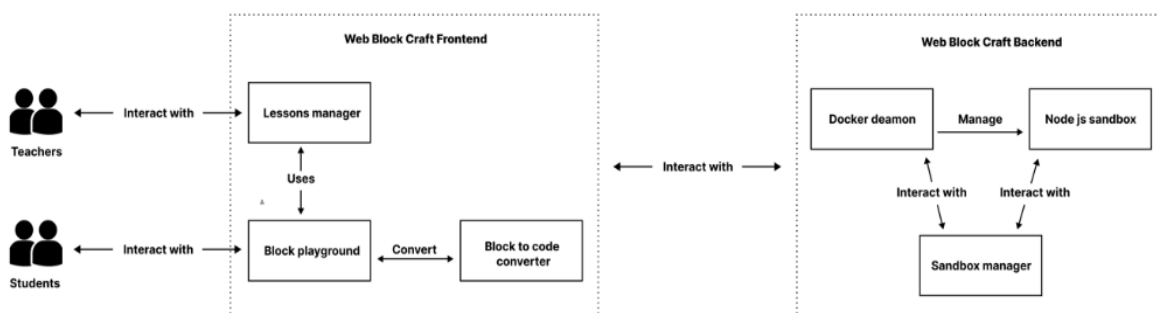 Web Block Craft Frontend
Web Block Craft Backend
Teachers
Interact with
Lessons manager
Uses
Students
Interact with
Block playground
Convert
Block to code
converter
Interact with
Docker deamon
Manage
Node js sandbox
Interact with
Interact with
Sandbox manager